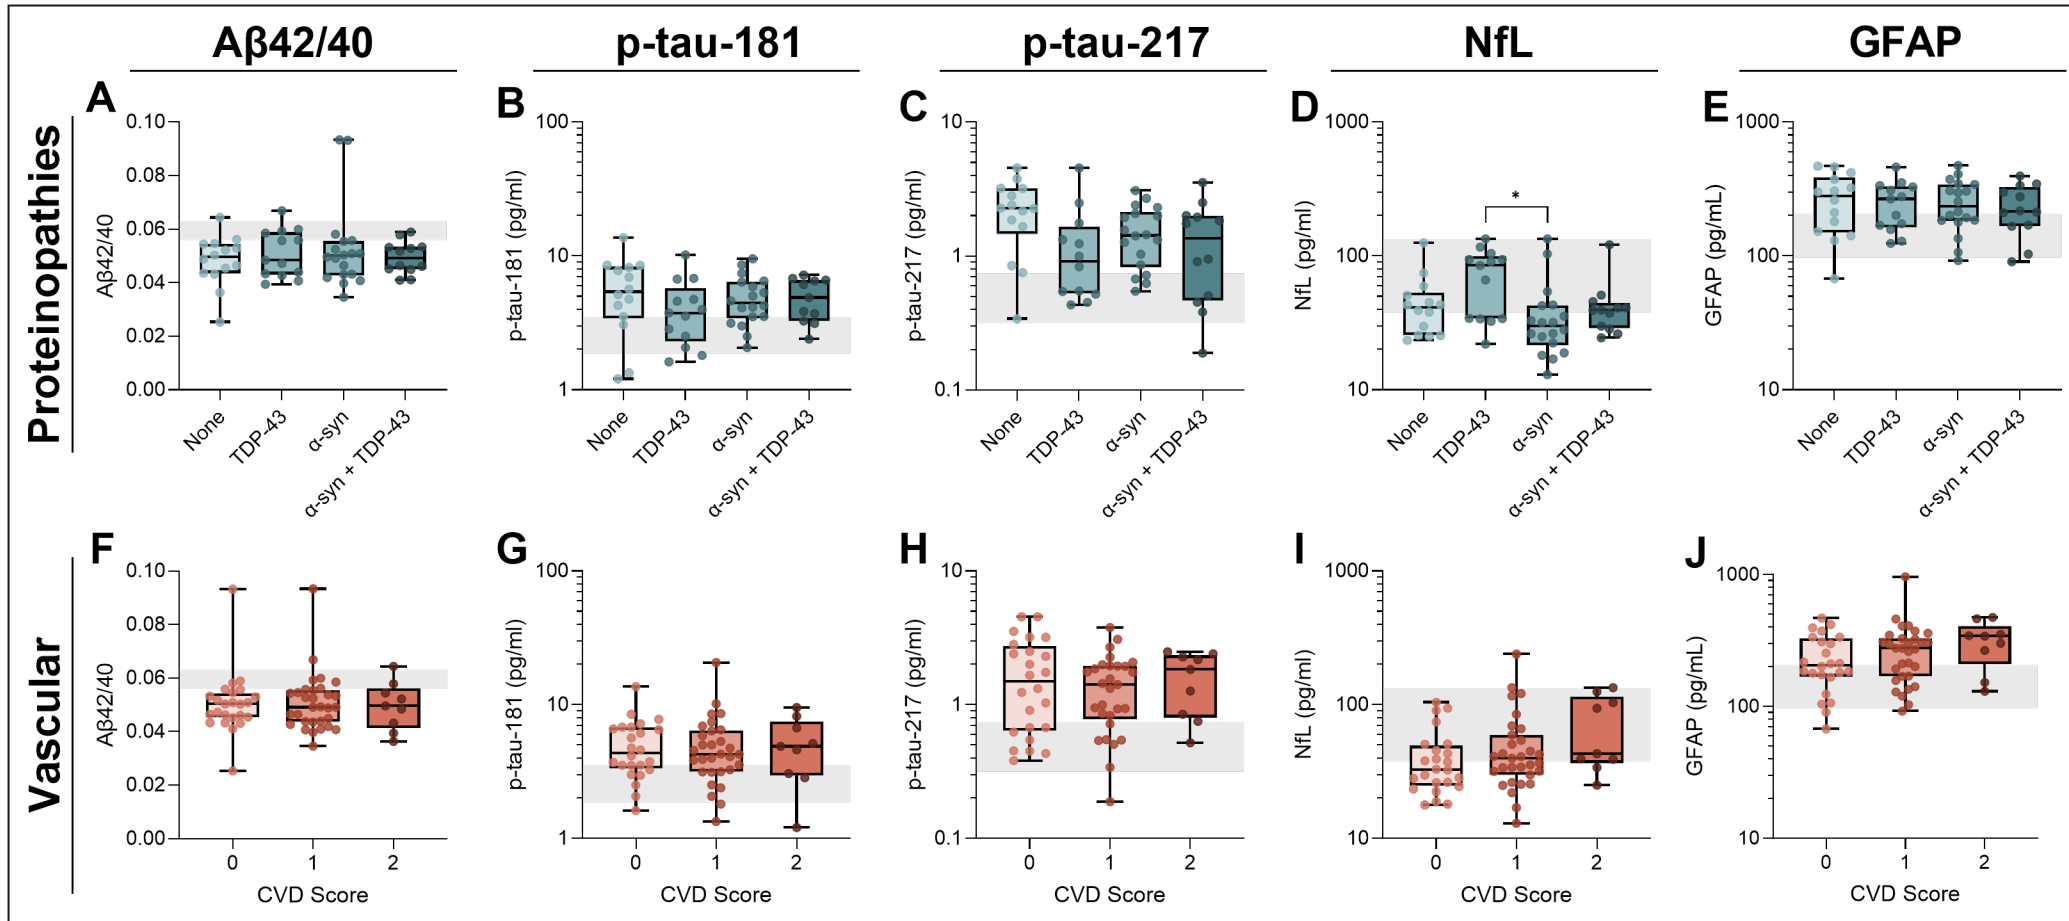 Aβ42/40
p-tau-181
p-tau-217
NfL
GFAP
Proteinopathies
A
Aβ42/40
0.10
0.08
0.06
0.04
0.02
0.00
None
TDP-43
α-syn
α-syn + TDP-43
B
p-tau-181 (pg/ml)
100
10
1
None
TDP-43
α-syn
α-syn + TDP-43
C
p-tau-217 (pg/ml)
10
1
0.1
None
TDP-43
α-syn
α-syn + TDP-43
D
NfL (pg/ml)
1000
100
10
*
None
TDP-43
α-syn
α-syn + TDP-43
E
GFAP (pg/mL)
1000
100
10
None
TDP-43
α-syn
α-syn + TDP-43
Vascular
F
Aβ42/40
0.10
0.08
0.06
0.04
0.02
0.00
0 1 2
CVD Score
G
p-tau-181 (pg/ml)
100
10
1
0 1 2
CVD Score
H
p-tau-217 (pg/ml)
10
1
0.1
0 1 2
CVD Score
I
NfL (pg/ml)
1000
100
10
0 1 2
CVD Score
J
GFAP (pg/mL)
1000
100
10
0 1 2
CVD Score